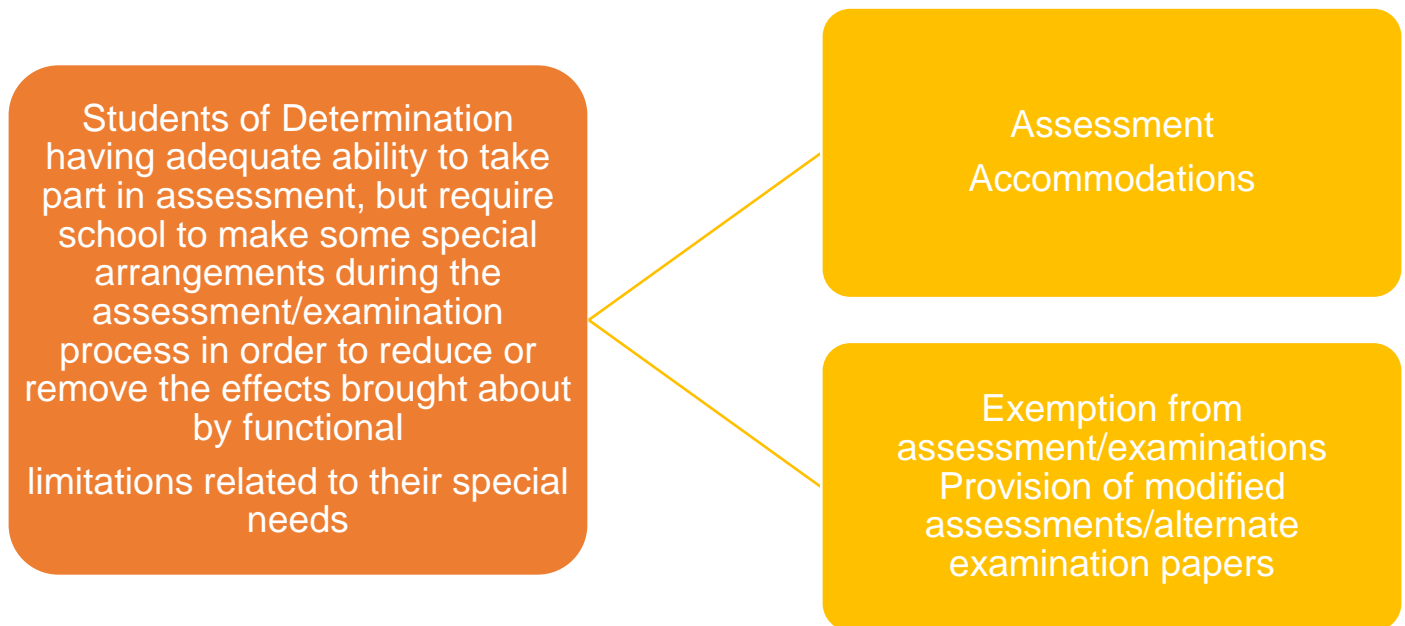 Students of Determination
having adequate ability to take
part in assessment, but require
school to make some special
arrangements during the
assessment/examination
process in order to reduce or
remove the effects brought about
by functional
limitations related to their special
needs
Assessment
Accommodations
Exemption from
assessment/examinations
Provision of modified
assessments/alternate
examination papers